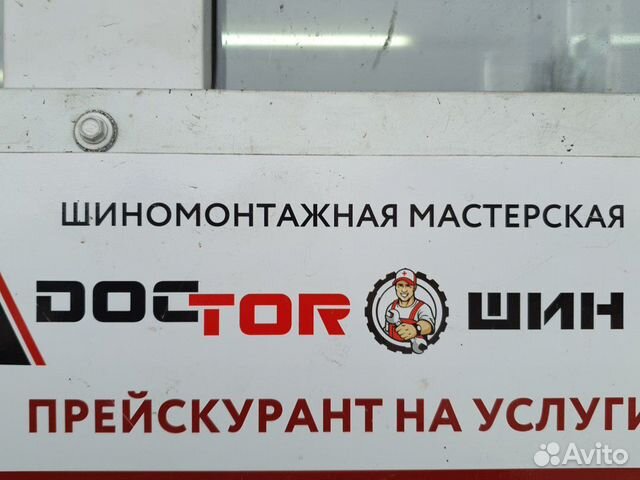 ШИНОМОНТАЖНАЯ МАСТЕРСКАЯ
DOCTOR ШИН
ПРЕЙСКУРАНТ НА УСЛУГИ
Avito